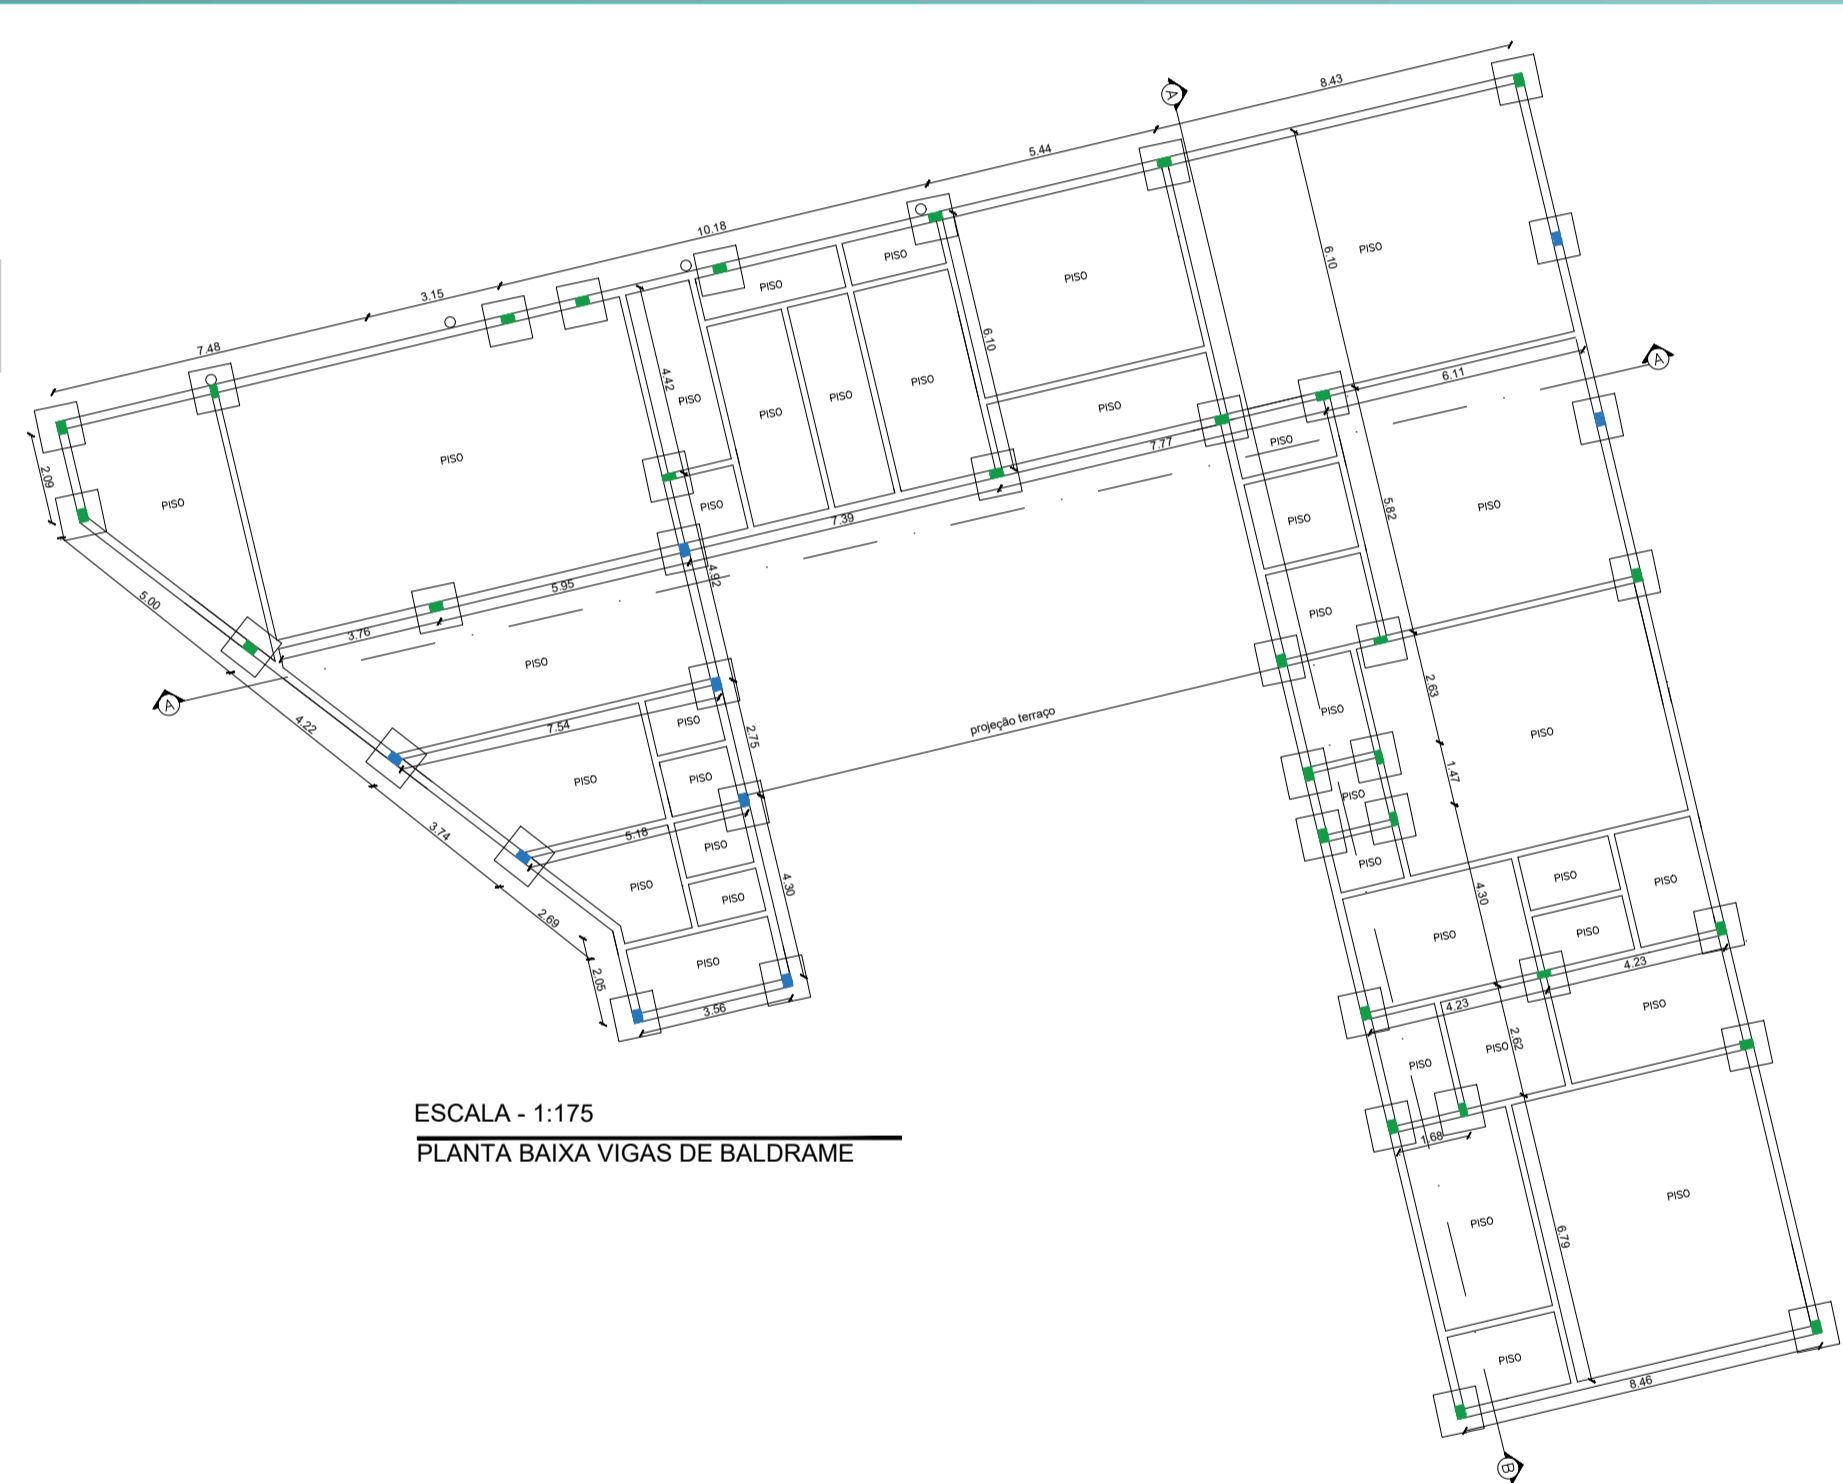 8.43
A
5.44
10.18
3.15
7.48
PISO
PISO
PISO
PISO
6.10
6.10
A
4.42
6.11
PISO
PISO
PISO
PISO
PISO
PISO
PISO
7.77
2.09
PISO
PISO
PISO
7.39
5.82
PISO
PISO
4.92
5.95
5.00
3.76
PISO
PISO
2.63
A
4.22
7.54
PISO
PISO
projeção terraço
2.75
PISO
PISO
PISO
1.47
PISO
3.74
5.18
PISO
PISO
PISO
4.30
PISO
PISO
PISO
4.30
2.69
PISO
PISO
PISO
2.05
4.23
3.56
4.23
PISO
2.62
PISO
PISO
ESCALA - 1:175
PLANTA BAIXA VIGAS DE BALDRAME
1.68
PISO
PISO
6.79
PISO
8.46
B